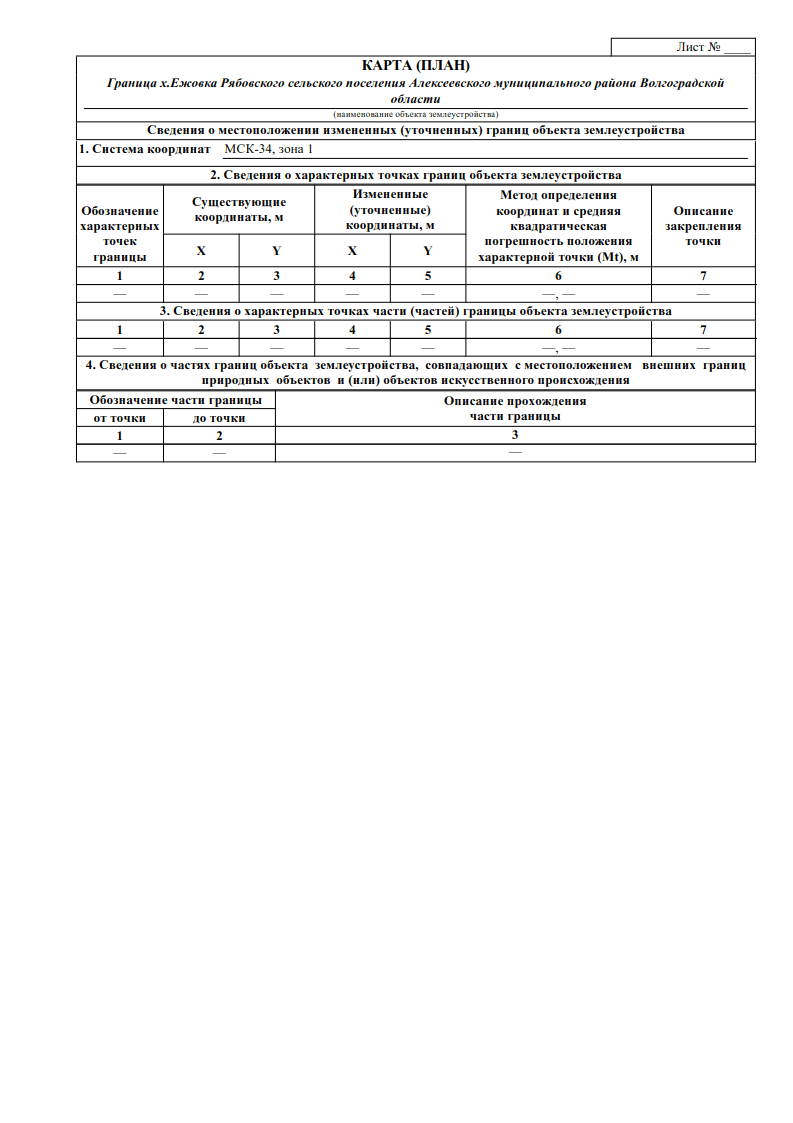 Лист № ____
КАРТА (ПЛАН)
Граница х.Ежовка Рябовского сельского поселения Алексеевского муниципального района Волгоградской
области
(наименование объекта землеустройства)
Сведения о местоположении измененных (уточненных) границ объекта землеустройства
1. Система координат МСК-34, зона 1
2. Сведения о характерных точках границ объекта землеустройства
Обозначение
характерных
точек
границы
Существующие
координаты, м
Измененные
(уточненные)
координаты, м
Метод определения
координат и средняя
квадратическая
погрешность положения
характерной точки (Mt), м
Описание
закрепления
точки
X Y X Y
1 2 3 4 5 6 7
— — — — — —, — —
3. Сведения о характерных точках части (частей) границы объекта землеустройства
1 2 3 4 5 6 7
— — — — — —, — —
4. Сведения о частях границ объекта землеустройства, совпадающих с местоположением внешних границ
природных объектов и (или) объектов искусственного происхождения
Обозначение части границы
Описание прохождения
части границы
от точки до точки
1 2 3
— — —